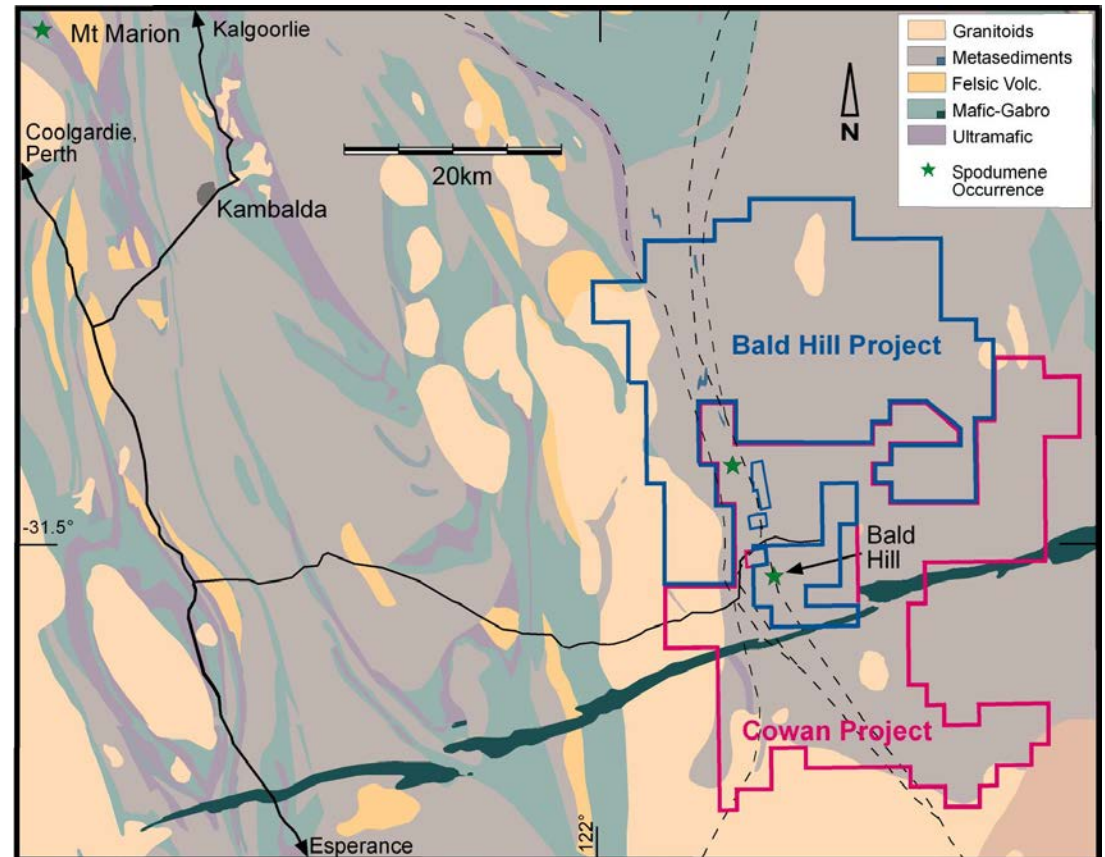 Mt Marion
Kalgoorlie
Coolgardie,
Perth
Kambalda
20km
N
Granitoids
Metasediments
Felsic Volc.
Mafic-Gabro
Ultramafic
Spodumene
Occurrence
Bald Hill Project
-31.5°
Bald
Hill
Cowan Project
122°
Esperance